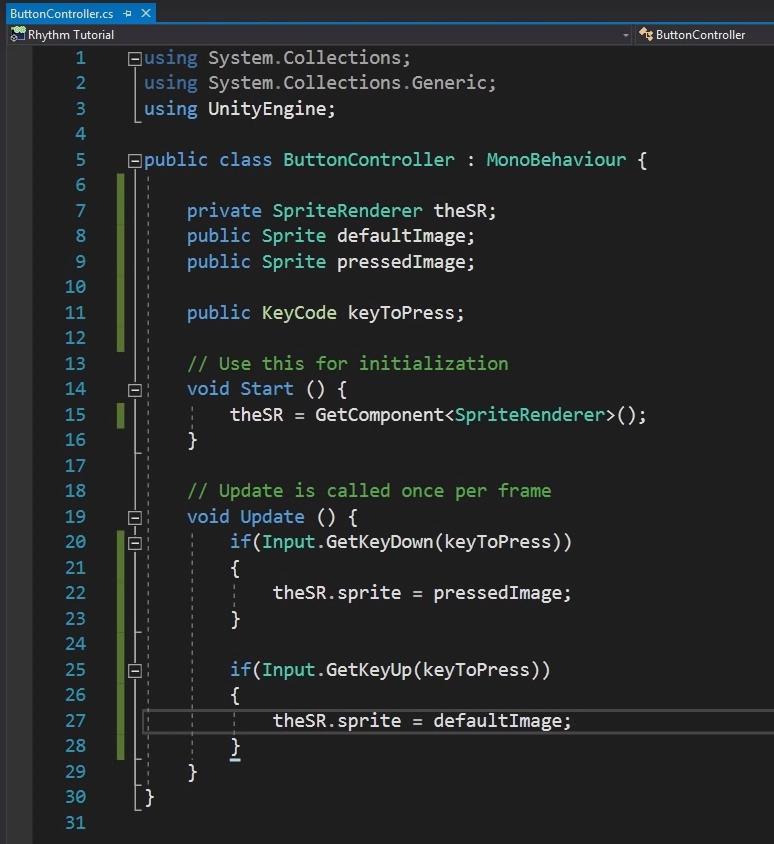 ButtonController.cs
Rhythm Tutorial ButtonController
1 using System.Collections;
2 using System.Collections.Generic;
3 using UnityEngine;
4
5 public class ButtonController : MonoBehaviour {
6
7 private SpriteRenderer theSR;
8 public Sprite defaultImage;
9 public Sprite pressedImage;
10
11 public KeyCode keyToPress;
12
13 // Use this for initialization
14 void Start () {
15 theSR = GetComponent<SpriteRenderer>();
16 }
17
18 // Update is called once per frame
19 void Update () {
20 if(Input.GetKeyDown(keyToPress))
21 {
22 theSR.sprite = pressedImage;
23 }
24
25 if(Input.GetKeyUp(keyToPress))
26 {
27 theSR.sprite = defaultImage;
28 }
29 }
30 }
31